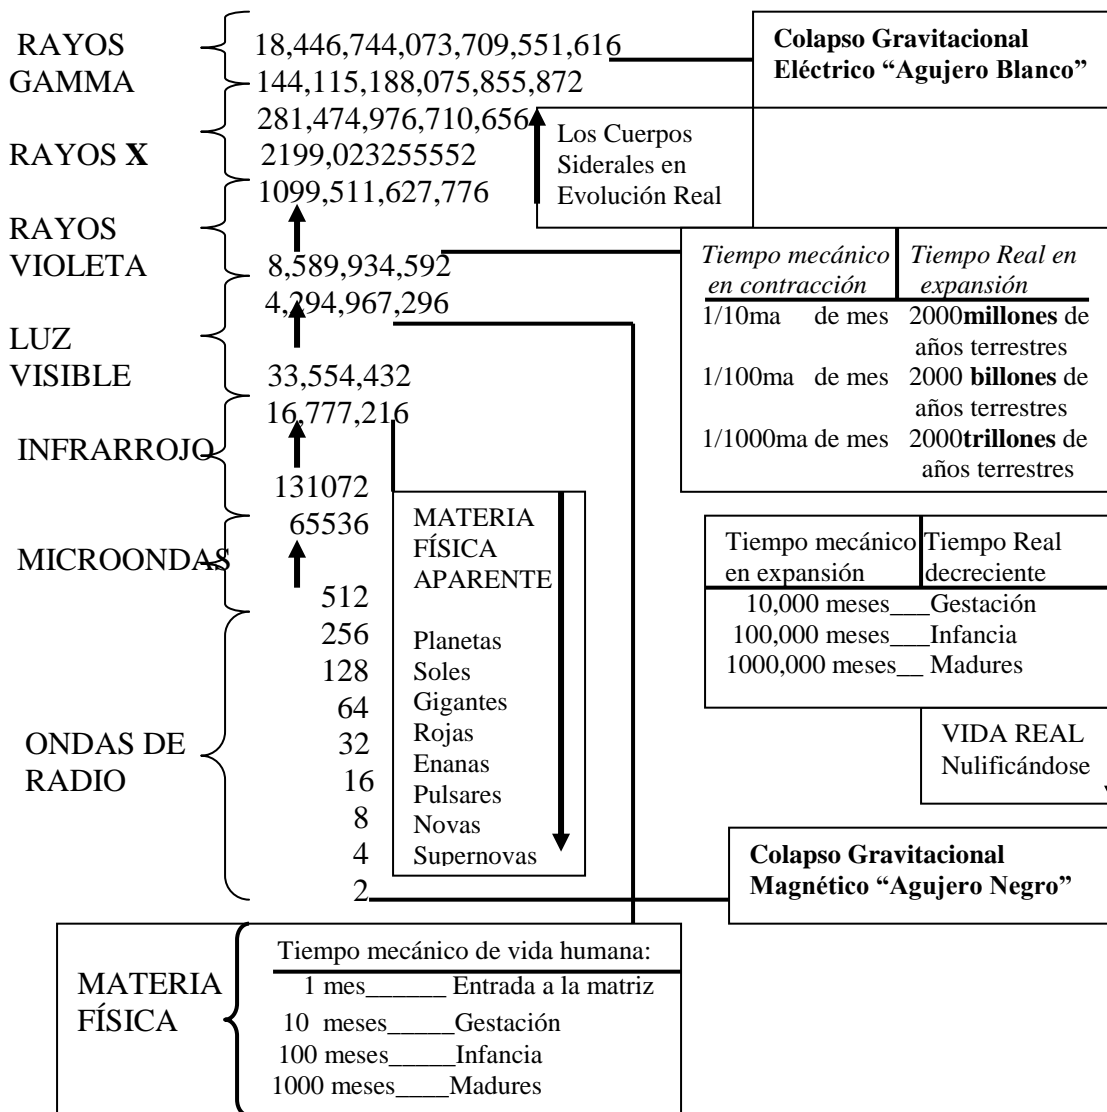 RAYOS
GAMMA
RAYOS X
RAYOS
VIOLETA
LUZ
VISIBLE
INFRARROJO
MICROONDAS
ONDAS DE
RADIO
18,446,744,073,709,551,616
144,115,188,075,855,872
281,474,976,710,656
2199,023255552
1099,511,627,776
8,589,934,592
4,294,967,296
33,554,432
16,777,216
131072
65536
512
256
128
64
32
16
8
4
2
Colapso Gravitacional
Eléctrico “Agujero Blanco”
Los Cuerpos
Siderales en
Evolución Real
Tiempo mecánico Tiempo Real en
en contracción expansión
1/10ma de mes 2000millones de
años terrestres
1/100ma de mes 2000 billones de
años terrestres
1/1000ma de mes 2000trillones de
años terrestres
MATERIA
FÍSICA
APARENTE
Planetas
Soles
Gigantes
Rojas
Enanas
Pulsares
Novas
Supernovas
Tiempo mecánico Tiempo Real
en expansión decreciente
10,000 meses___Gestación
100,000 meses___Infancia
1000,000 meses__ Madures
VIDA REAL
Nulificándose
Colapso Gravitacional
Magnético “Agujero Negro”
MATERIA
FÍSICA
Tiempo mecánico de vida humana:
1 mes______ Entrada a la matriz
10 meses_____Gestación
100 meses_____Infancia
1000 meses____Madures